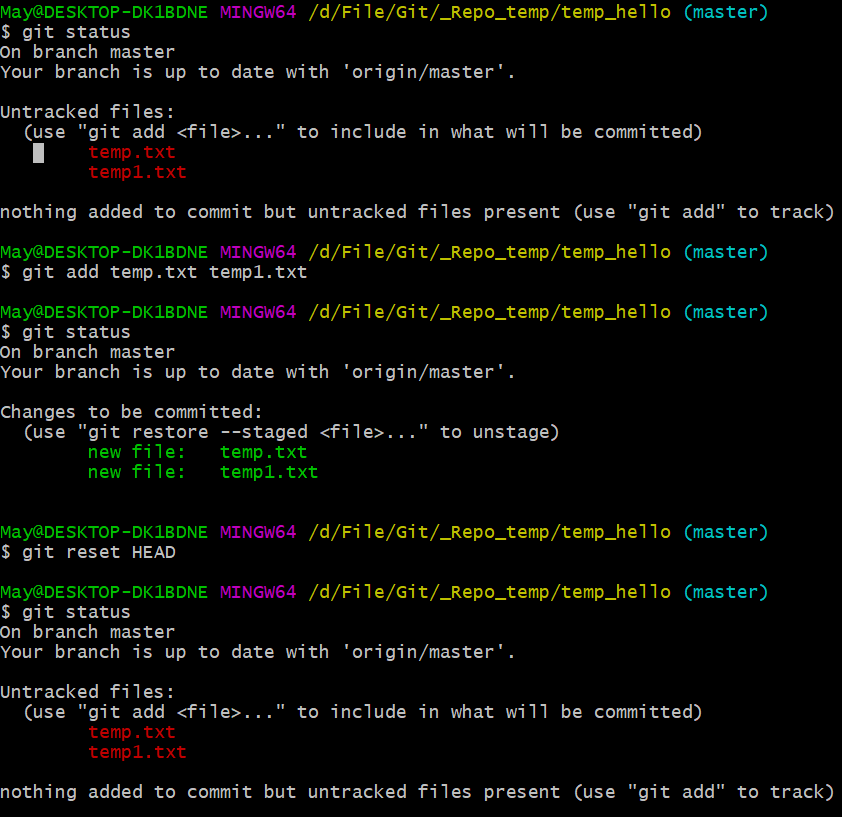 May@DESKTOP-DK1BDNE MINGW64 /d/File/Git/_Repo_temp/temp_hello (master)
$ git status
On branch master
Your branch is up to date with 'origin/master'.
Untracked files:
(use "git add <file>..." to include in what will be committed)
temp.txt
temp1.txt
nothing added to commit but untracked files present (use "git add" to track)
May@DESKTOP-DK1BDNE MINGW64 /d/File/Git/_Repo_temp/temp_hello (master)
$ git add temp.txt temp1.txt
May@DESKTOP-DK1BDNE MINGW64 /d/File/Git/_Repo_temp/temp_hello (master)
$ git status
On branch master
Your branch is up to date with 'origin/master'.
Changes to be committed:
(use "git restore --staged <file>..." to unstage)
new file:   temp.txt
new file:   temp1.txt
May@DESKTOP-DK1BDNE MINGW64 /d/File/Git/_Repo_temp/temp_hello (master)
$ git reset HEAD
May@DESKTOP-DK1BDNE MINGW64 /d/File/Git/_Repo_temp/temp_hello (master)
$ git status
On branch master
Your branch is up to date with 'origin/master'.
Untracked files:
(use "git add <file>..." to include in what will be committed)
temp.txt
temp1.txt
nothing added to commit but untracked files present (use "git add" to track)